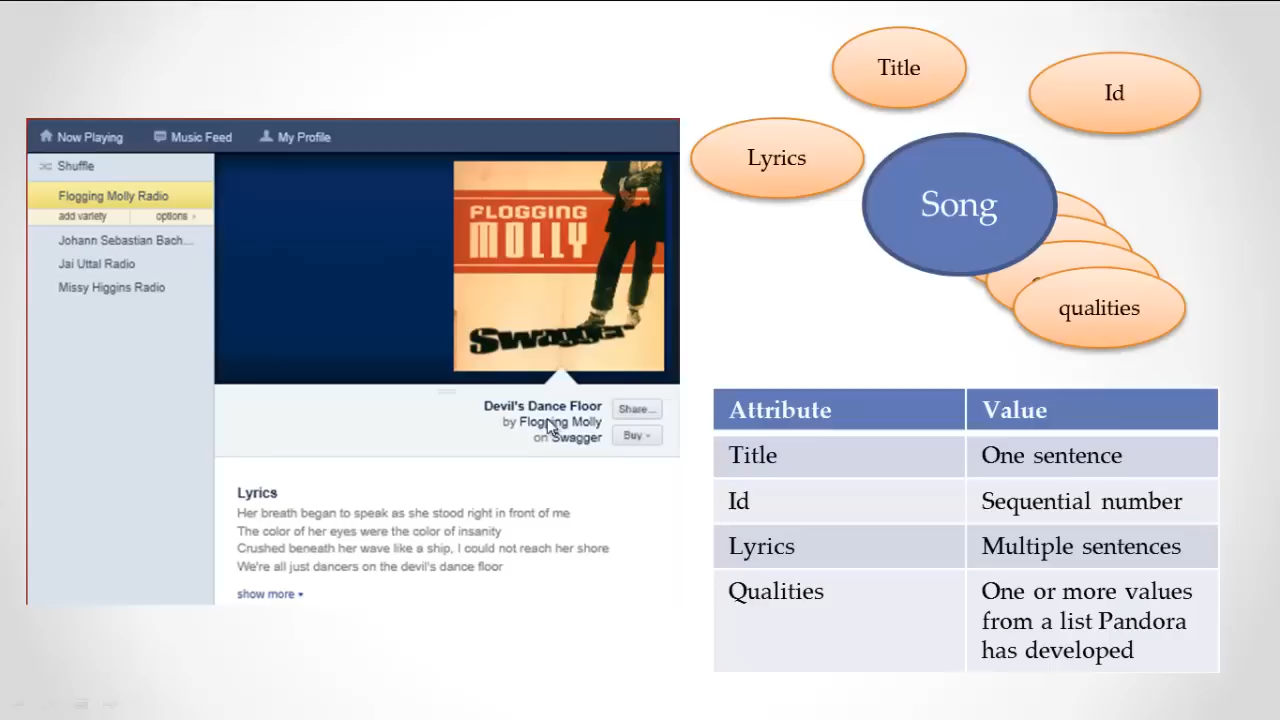 Now Playing
Music Feed
My Profile
Shuffle
Flogging Molly Radio
add variety
options
Johann Sebastian Bach...
Jai Uttal Radio
Missy Higgins Radio
FLOGGING
MOLLY
Swagger
Devil's Dance Floor
by Flogging Molly
on Swagger
Share...
Buy
Lyrics
Her breath began to speak as she stood right in front of me
The color of her eyes were the color of insanity
Crushed beneath her wave like a ship, I could not reach her shore
We're all just dancers on the devil's dance floor
show more
Title
Id
Lyrics
Song
qualities
Attribute Value
Title One sentence
Id Sequential number
Lyrics Multiple sentences
Qualities One or more values
from a list Pandora
has developed